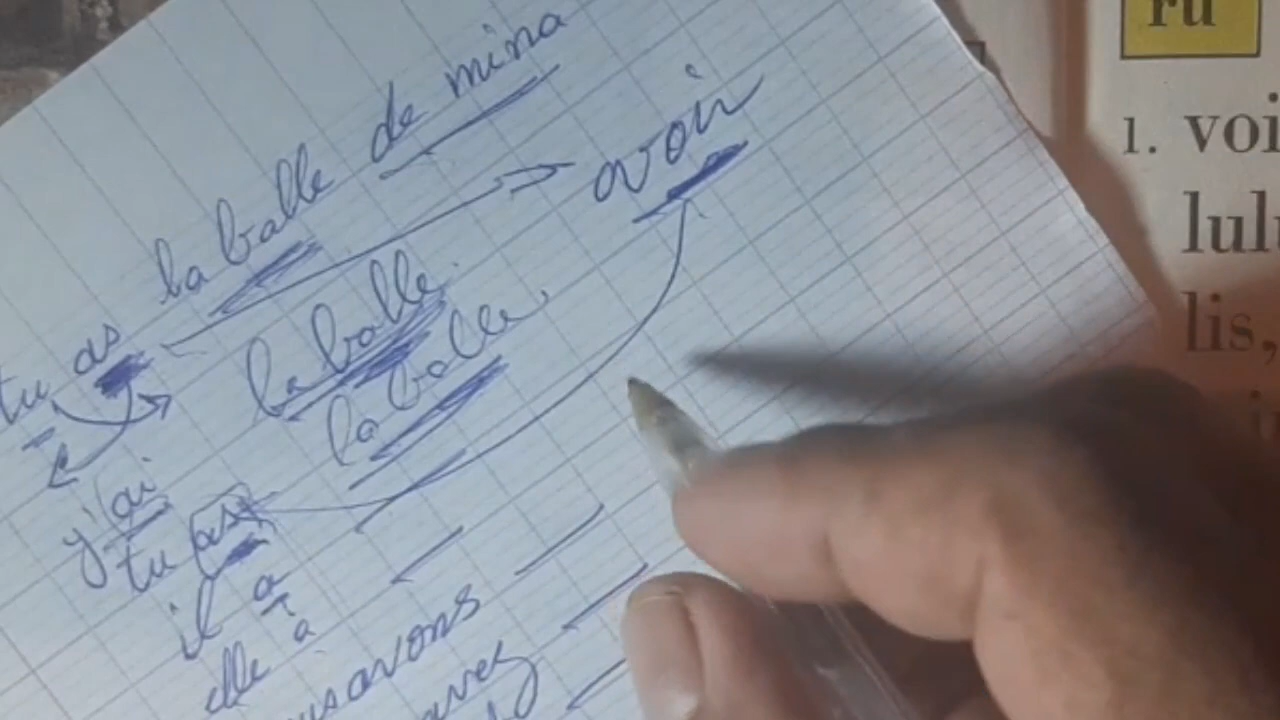 tu as la balle de mina
avoir
j'ai la balle.
tu as la balle,
il a
elle a
avons
avez
ru
1. voi
lul
lis,